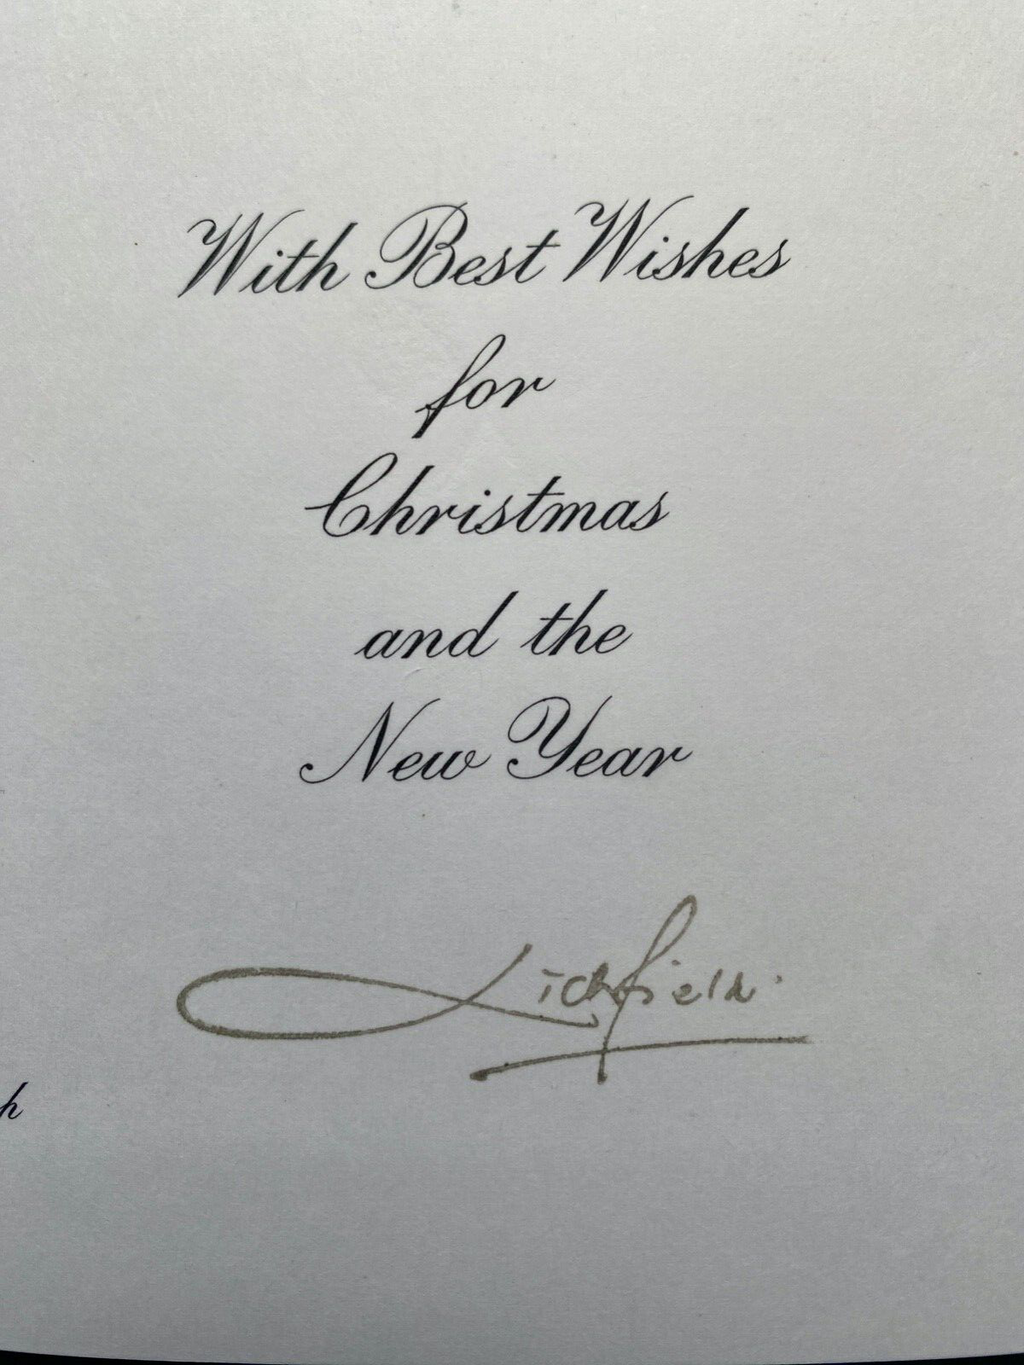 With Best Wishes
for
Christmas
and the
New Year
Lichfield
h